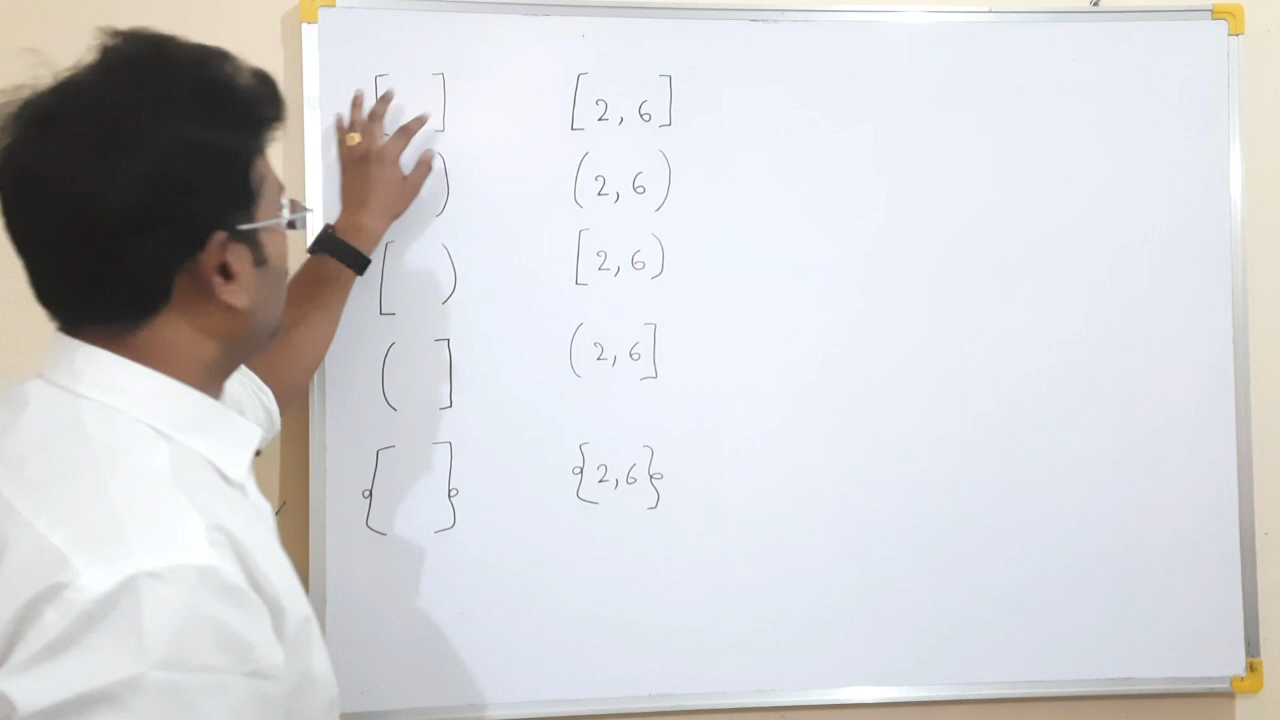 [ ] [2, 6]
) (2, 6)
[ ) [2, 6)
( ] (2, 6]
{ } {2, 6}